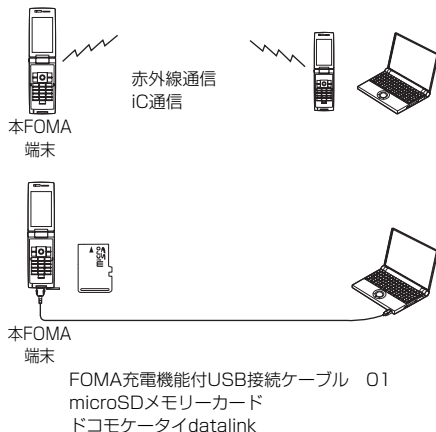 赤外線通信
iC通信
本FOMA
端末
microSD
本FOMA
端末
FOMA充電機能付USB接続ケーブル　01
microSDメモリーカード
ドコモケータイdatalink